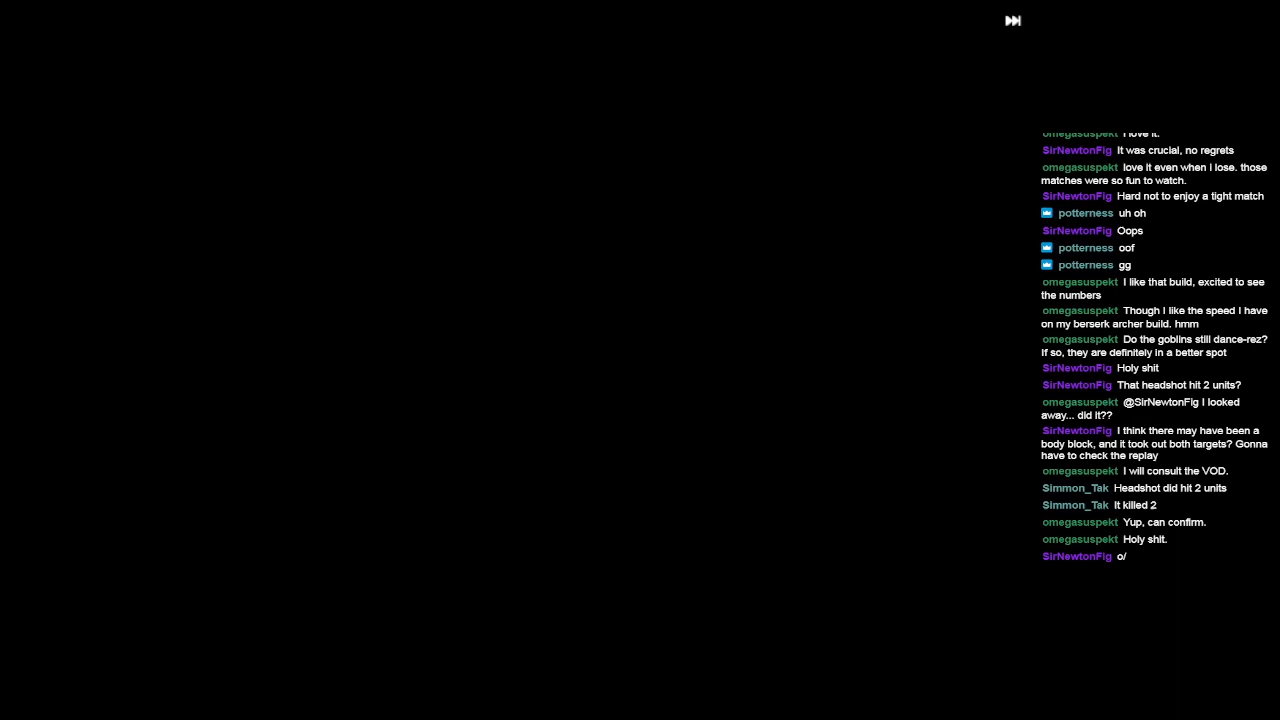 omegasuspekt I love it.
SirNewtonFig It was crucial, no regrets
omegasuspekt love it even when I lose. those
matches were so fun to watch.
SirNewtonFig Hard not to enjoy a tight match
potterness uh oh
SirNewtonFig Oops
potterness oof
potterness gg
omegasuspekt I like that build, excited to see
the numbers
omegasuspekt Though I like the speed I have
on my berserk archer build. hmm
omegasuspekt Do the goblins still dance-rez?
If so, they are definitely in a better spot
SirNewtonFig Holy shit
SirNewtonFig That headshot hit 2 units?
omegasuspekt @SirNewtonFig I looked
away... did it??
SirNewtonFig I think there may have been a
body block, and it took out both targets? Gonna
have to check the replay
omegasuspekt I will consult the VOD.
Simmon_Tak Headshot did hit 2 units
Simmon_Tak It killed 2
omegasuspekt Yup, can confirm.
omegasuspekt Holy shit.
SirNewtonFig o/